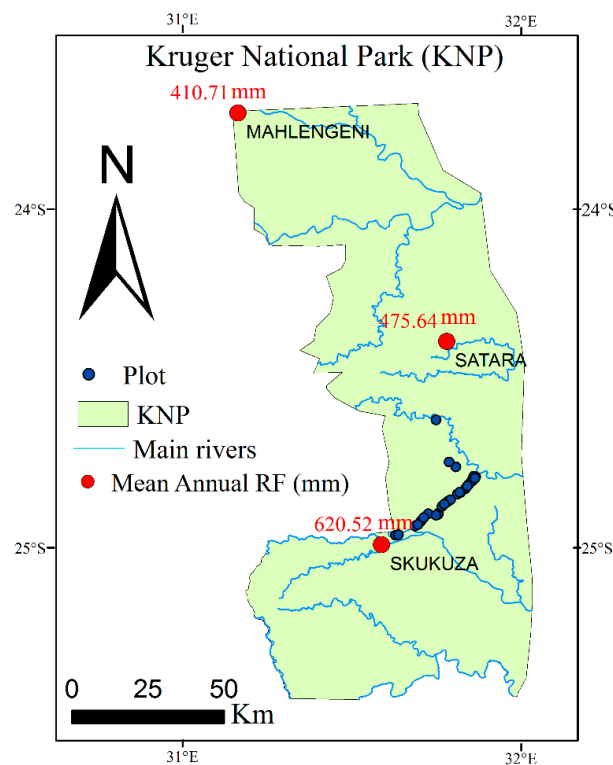 31°E
32°E
Kruger National Park (KNP)
410.71 mm
MAHLENGENI
N
24°S
24°S
475.64 mm
SATARA
Plot
KNP
Main rivers
Mean Annual RF (mm)
620.52 mm
25°S
25°S
SKUKUZA
0 25 50
Km
31°E
32°E